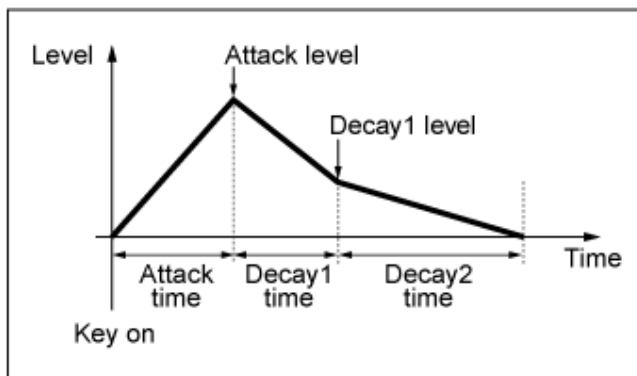 Level
Attack level
Decay1 level
Time
Attack
time
Decay1
time
Decay2
time
Key on